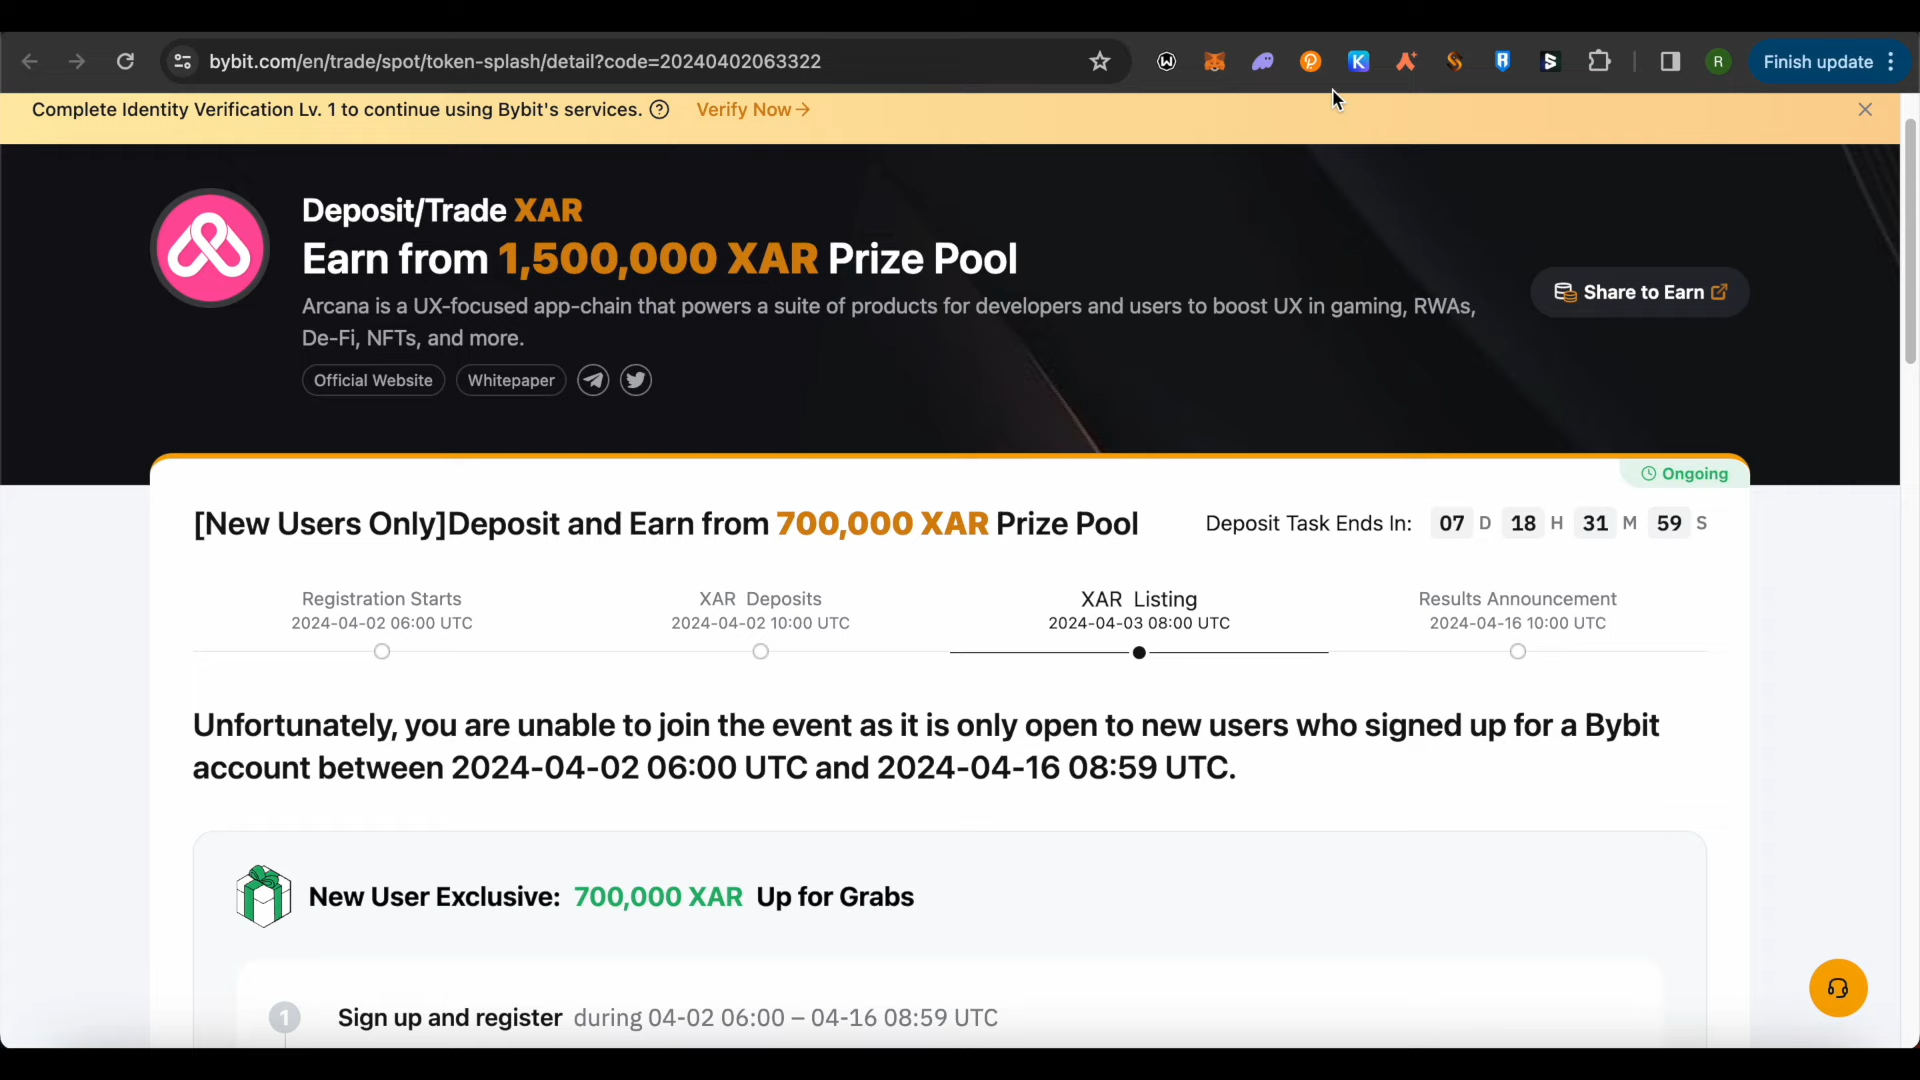 bybit.com/en/trade/spot/token-splash/detail?code=20240402063322
R
Finish update
Complete Identity Verification Lv. 1 to continue using Bybit's services. Verify Now
Deposit/Trade XAR
Earn from 1,500,000 XAR Prize Pool
Arcana is a UX-focused app-chain that powers a suite of products for developers and users to boost UX in gaming, RWAs,
De-Fi, NFTs, and more.
Share to Earn
Official Website Whitepaper
Ongoing
[New Users Only]Deposit and Earn from 700,000 XAR Prize Pool
Deposit Task Ends In: 07 D 18 H 31 M 59 S
Registration Starts
2024-04-02 06:00 UTC
XAR Deposits
2024-04-02 10:00 UTC
XAR Listing
2024-04-03 08:00 UTC
Results Announcement
2024-04-16 10:00 UTC
Unfortunately, you are unable to join the event as it is only open to new users who signed up for a Bybit
account between 2024-04-02 06:00 UTC and 2024-04-16 08:59 UTC.
New User Exclusive: 700,000 XAR Up for Grabs
1 Sign up and register during 04-02 06:00 – 04-16 08:59 UTC